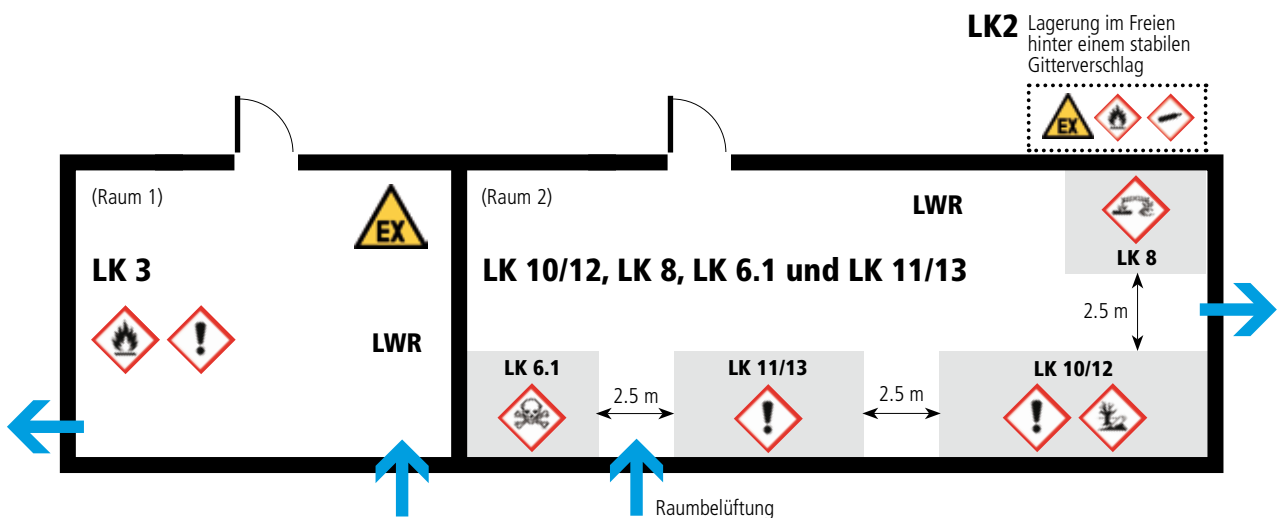 LK2 Lagerung im Freien
hinter einem stabilen
Gitterverschlag
EX
(Raum 1)
EX
LK 3
LWR
(Raum 2)
LWR
LK 8
LK 10/12, LK 8, LK 6.1 und LK 11/13
2.5 m
LK 6.1
2.5 m
LK 11/13
2.5 m
LK 10/12
Raumbelüftung